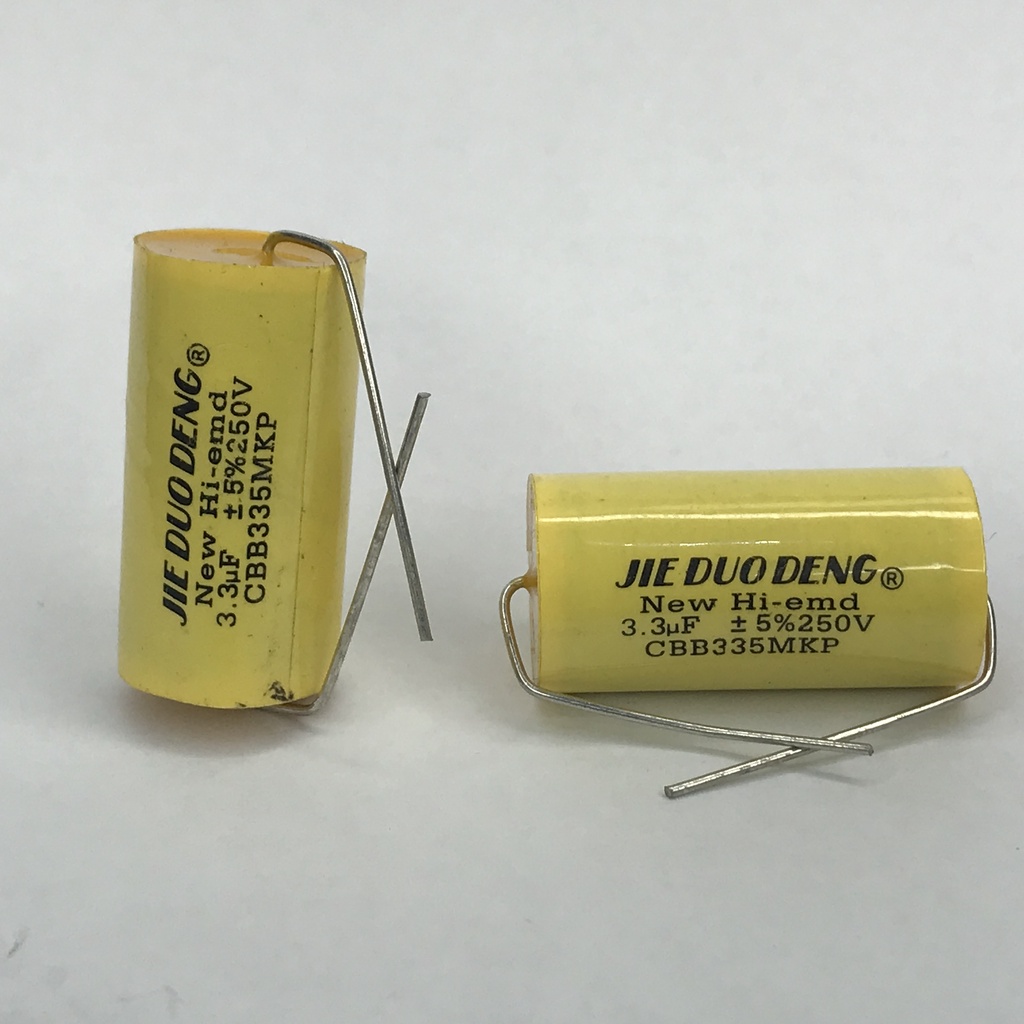 JIE DUO DENG®
New Hi-emd
3.3μF ±5%250V
CBB335MKP
JIE DUO DENG®
New Hi-emd
3.3μF ±5%250V
CBB335MKP